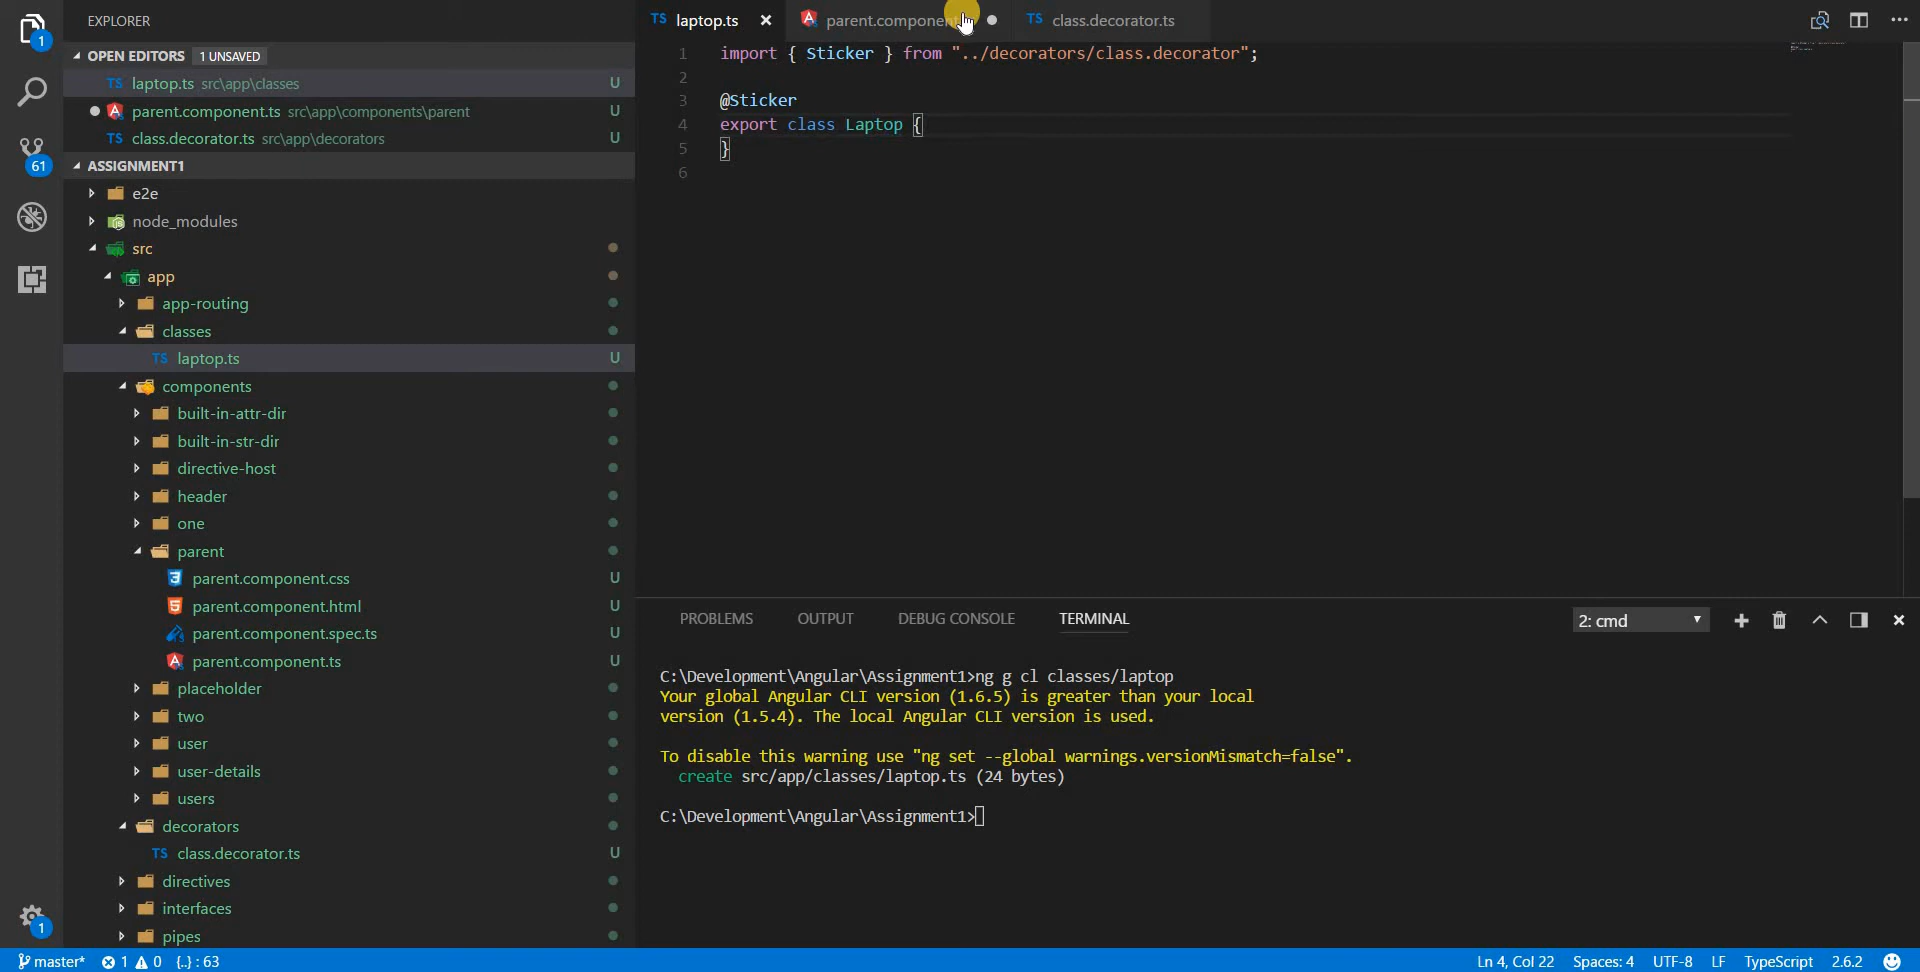 EXPLORER
OPEN EDITORS 1 UNSAVED
TS laptop.ts src\app\classes U
parent.component.ts src\app\components\parent U
TS class.decorator.ts src\app\decorators U
ASSIGNMENT1
e2e
node_modules
src
app
app-routing
classes
TS laptop.ts U
components
built-in-attr-dir
built-in-str-dir
directive-host
header
one
parent
parent.component.css U
parent.component.html U
parent.component.spec.ts U
parent.component.ts U
placeholder
two
user
user-details
users
decorators
TS class.decorator.ts U
directives
interfaces
pipes
1
61
1
TS laptop.ts
parent.component
TS class.decorator.ts
1 import { Sticker } from "../decorators/class.decorator";
2
3 @Sticker
4 export class Laptop {
5 }
6
PROBLEMS OUTPUT DEBUG CONSOLE TERMINAL 2: cmd
C:\Development\Angular\Assignment1>ng g cl classes/laptop
Your global Angular CLI version (1.6.5) is greater than your local
version (1.5.4). The local Angular CLI version is used.
To disable this warning use "ng set --global warnings.versionMismatch=false".
create src/app/classes/laptop.ts (24 bytes)
C:\Development\Angular\Assignment1>
master* 1 0 {..} : 63 Ln 4, Col 22 Spaces: 4 UTF-8 LF TypeScript 2.6.2